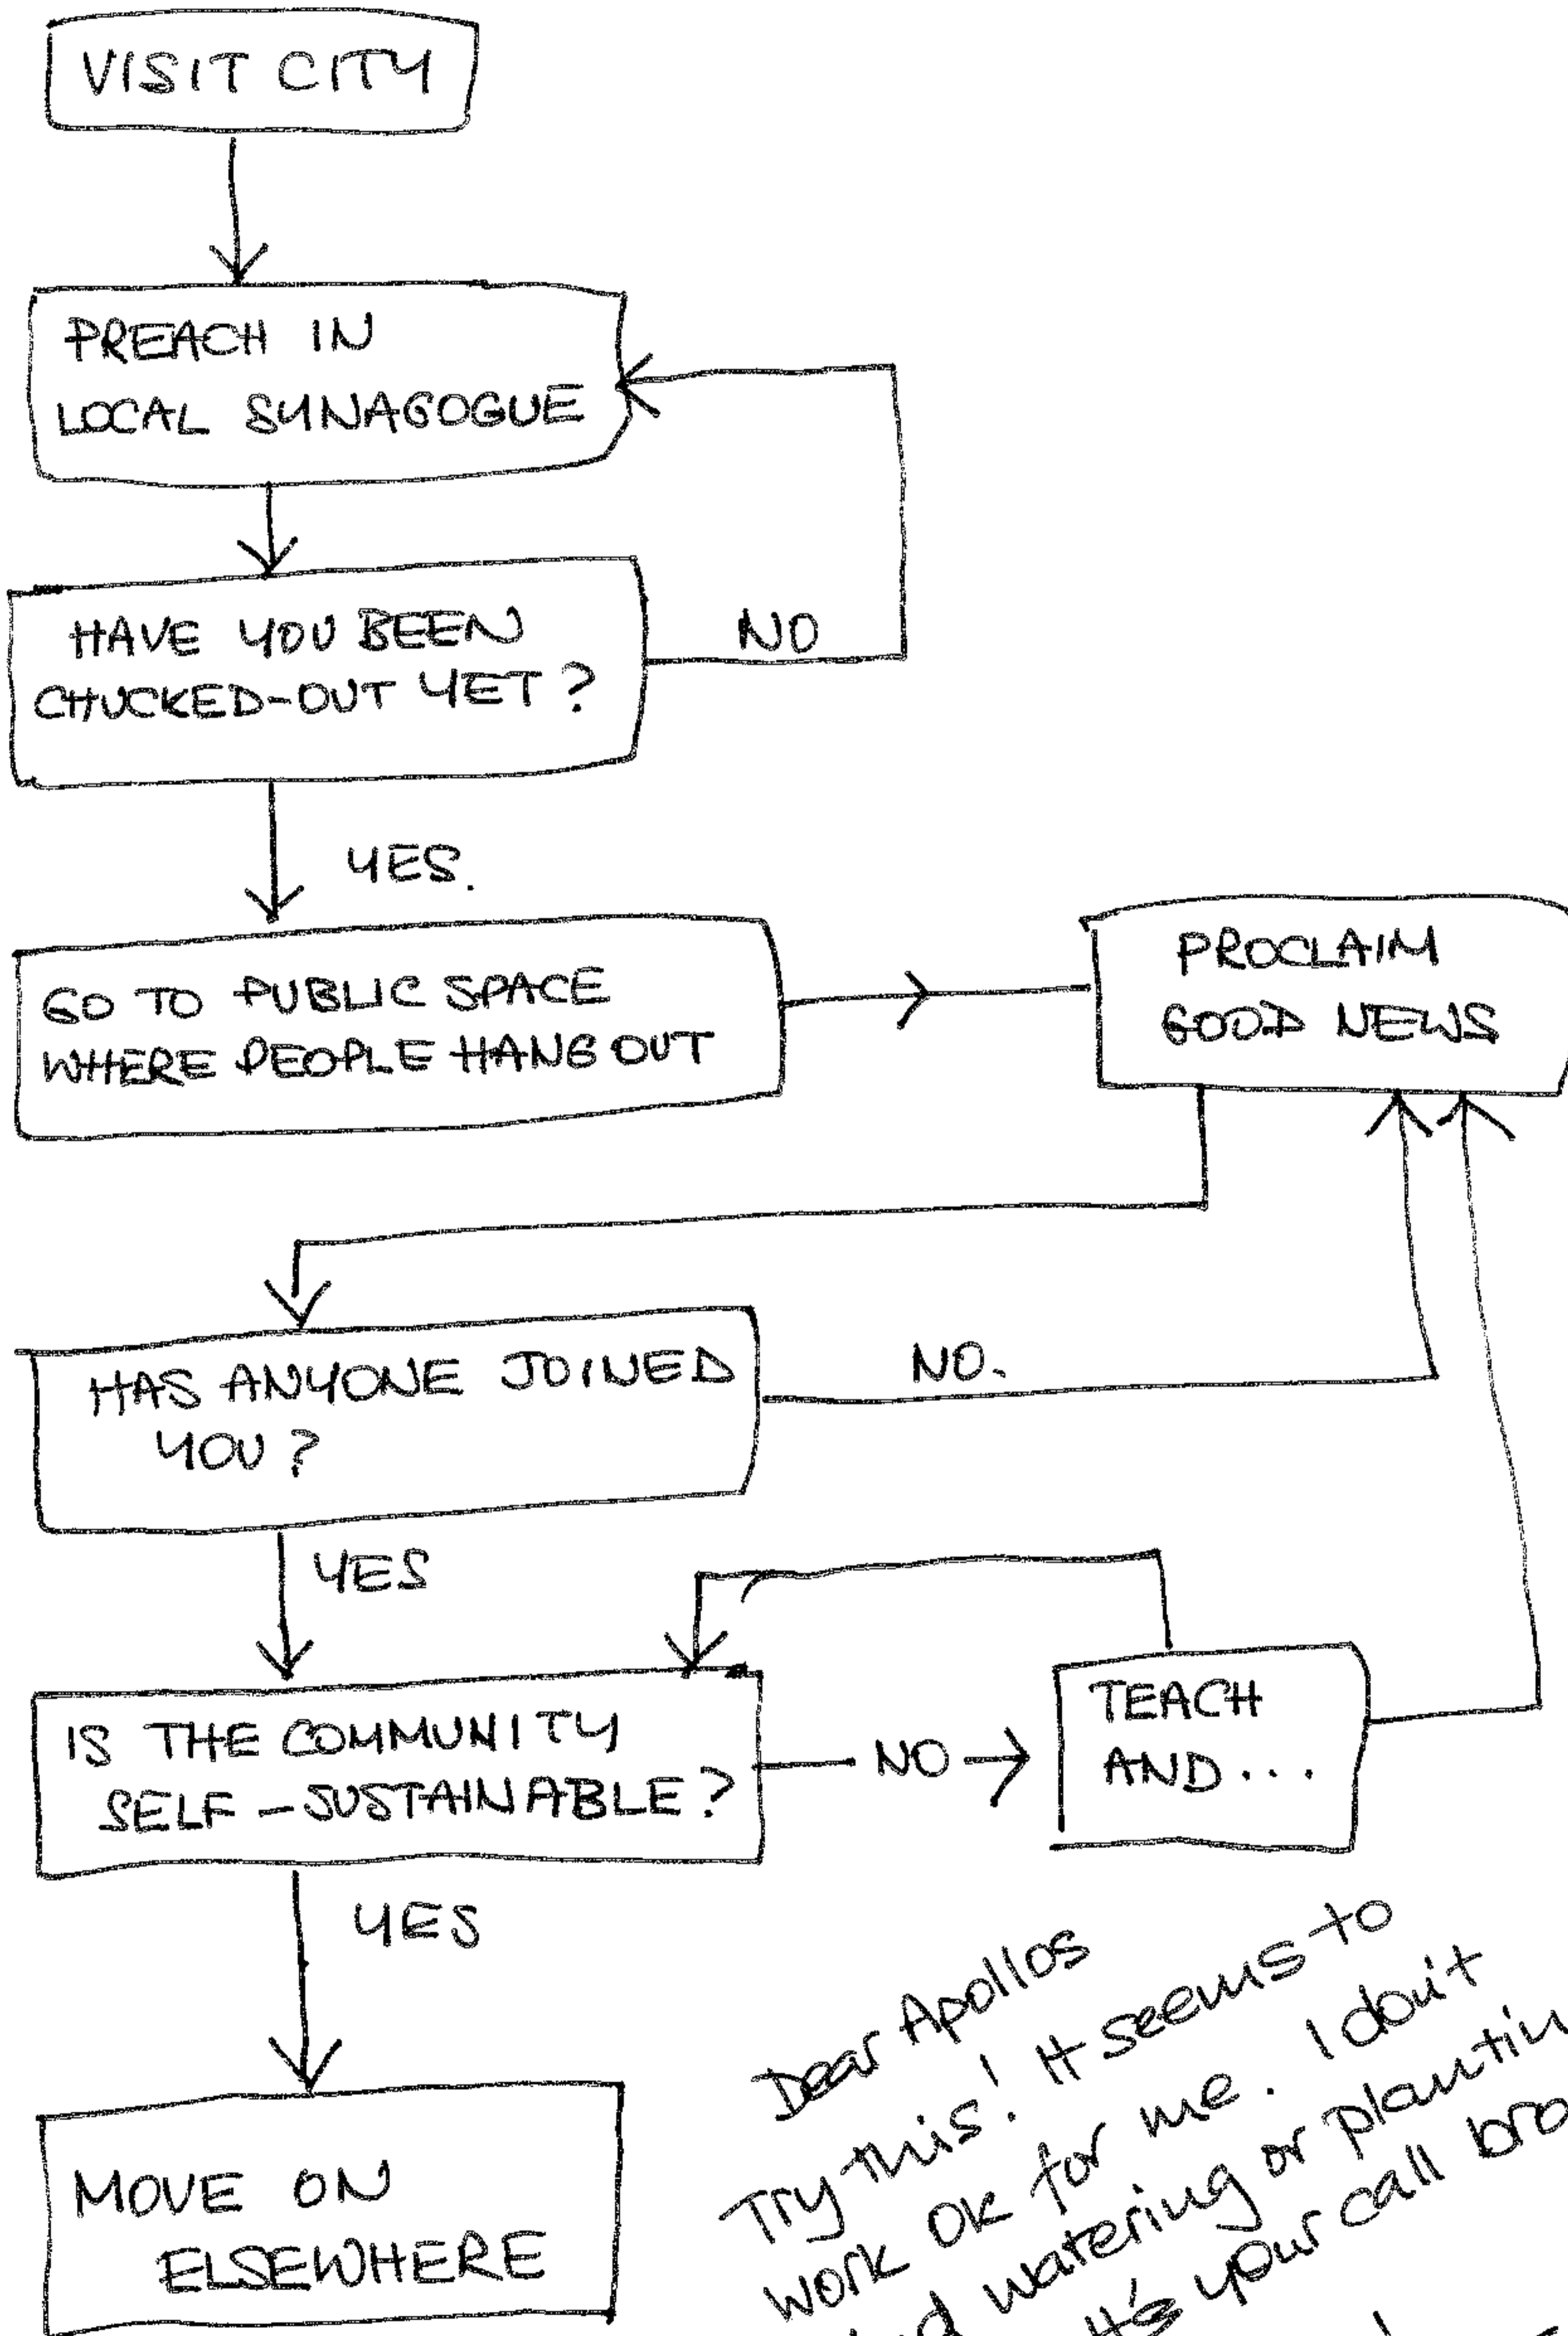 VISIT CITY
PREACH IN
LOCAL SYNAGOGUE
HAVE YOU BEEN
CHUCKED-OUT YET?
NO
YES.
GO TO PUBLIC SPACE
WHERE PEOPLE HANG OUT
PROCLAIM
GOOD NEWS
HAS ANYONE JOINED
YOU?
NO.
YES
IS THE COMMUNITY
SELF-SUSTAINABLE?
NO
TEACH
AND...
YES
MOVE ON
ELSEWHERE
Dear Apollos
Try this! It seems to
work OK for me. I don't
watering or plantin
It's your call bro